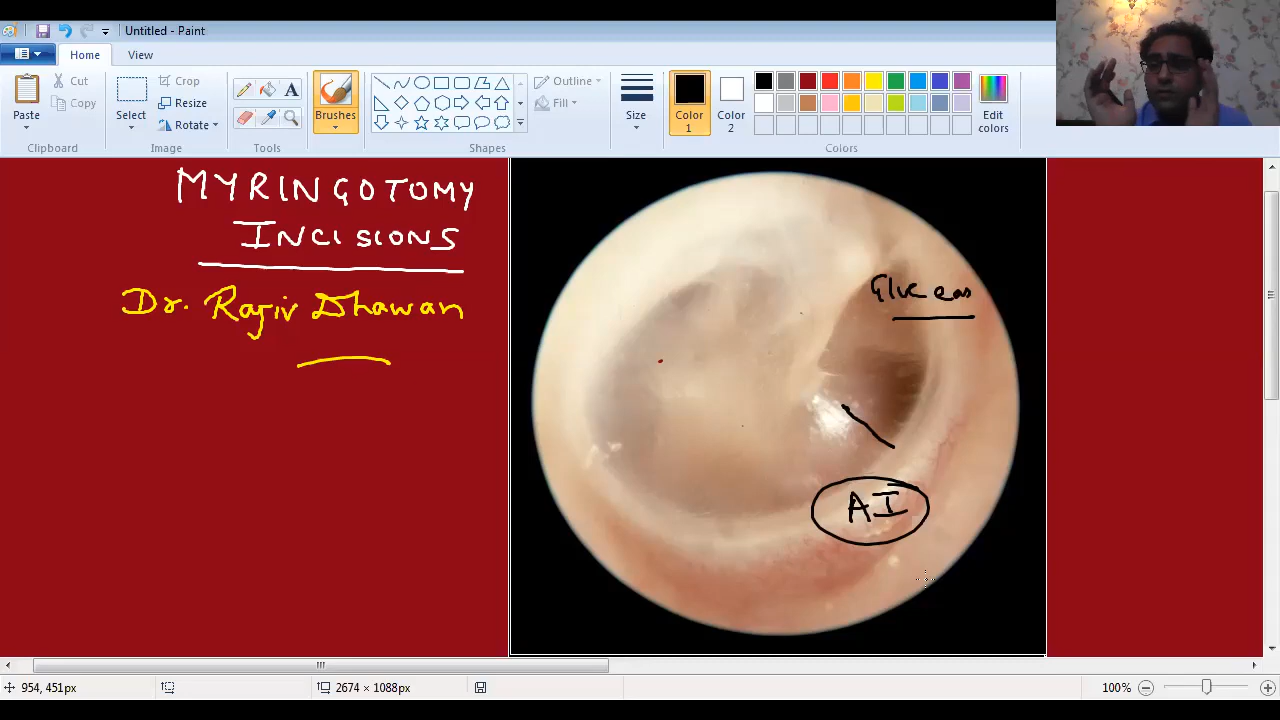 Untitled - Paint
Home
View
Paste
Cut
Copy
Clipboard
Select
Crop
Resize
Rotate
Image
A
Tools
Brushes
Shapes
Outline
Fill
Size
Color 1
Color 2
Edit colors
Colors
MYRINGOTOMY
INCISIONS
Dr. Rajiv Dhawan
Glue ear
AI
954, 451px
2674 × 1088px
100%